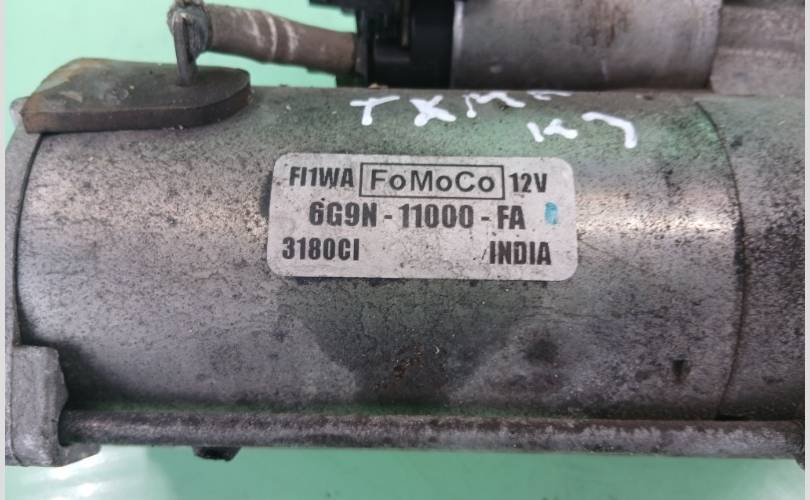 FI1WA FoMoCo 12V
6G9N - 11000 - FA
3180CI INDIA